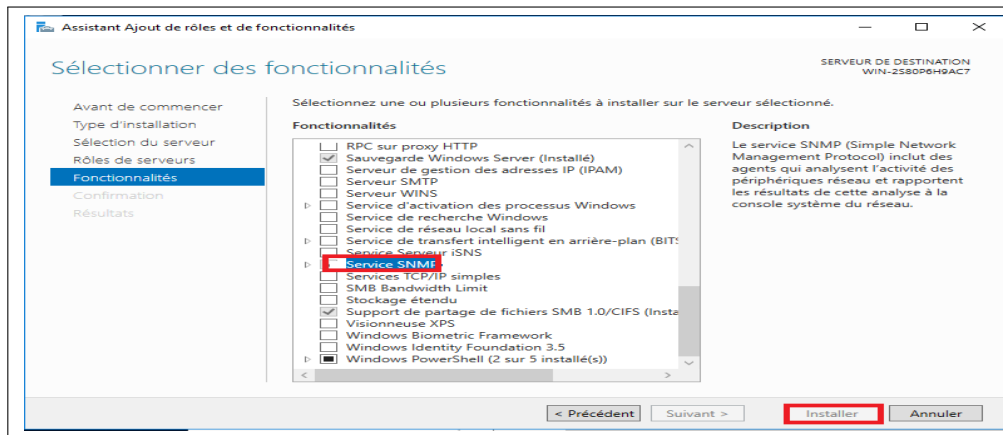 Assistant Ajout de rôles et de fonctionnalités
Sélectionner des fonctionnalités
SERVEUR DE DESTINATION
WIN-2580P6H9AC7
Avant de commencer
Type d'installation
Sélection du serveur
Rôles de serveurs
Fonctionnalités
Confirmation
Résultats
Sélectionnez une ou plusieurs fonctionnalités à installer sur le serveur sélectionné.
Fonctionnalités
RPC sur proxy HTTP
Sauvegarde Windows Server (Installé)
Serveur de gestion des adresses IP (IPAM)
Serveur SMTP
Serveur WINS
Service d'activation des processus Windows
Service de recherche Windows
Service de réseau local sans fil
Service de transfert intelligent en arrière-plan (BITS
Service Serveur iSNS
Service SNMP
Services TCP/IP simples
SMB Bandwidth Limit
Stockage étendu
Support de partage de fichiers SMB 1.0/CIFS (Insta
Visionneuse XPS
Windows Biometric Framework
Windows Identity Foundation 3.5
Windows PowerShell (2 sur 5 installé(s))
Description
Le service SNMP (Simple Network
Management Protocol) inclut des
agents qui analysent l'activité des
périphériques réseau et rapportent
les résultats de cette analyse à la
console système du réseau.
< Précédent
Suivant >
Installer
Annuler